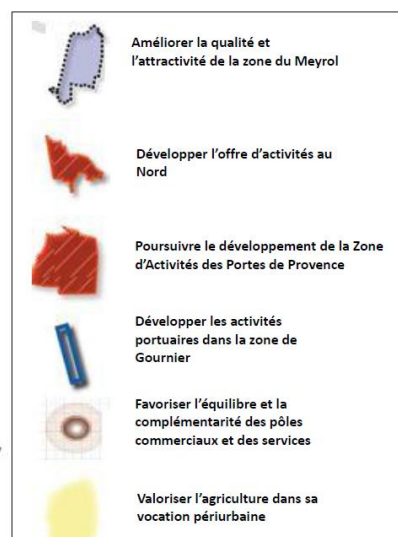 Améliorer la qualité et
l'attractivité de la zone du Meyrol
Développer l'offre d'activités au
Nord
Poursuivre le développement de la Zone
d'Activités des Portes de Provence
Développer les activités
portuaires dans la zone de
Gournier
Favoriser l'équilibre et la
complémentarité des pôles
commerciaux et des services
Valoriser l'agriculture dans sa
vocation périurbaine